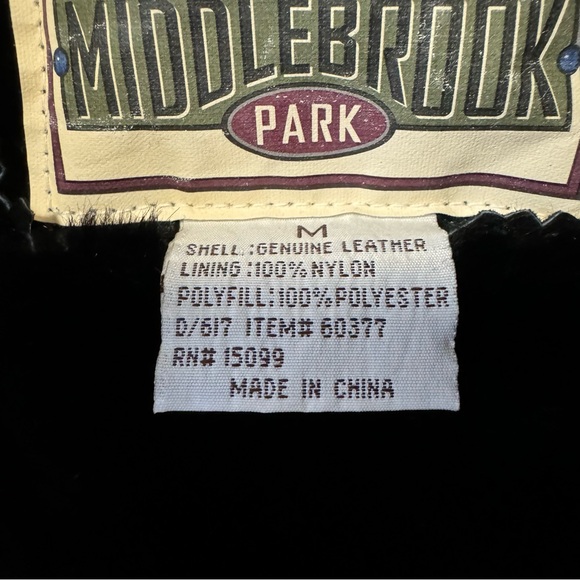 MIDDLEBROOK
PARK
M
SHELL:GENUINE LEATHER
LINING:100%NYLON
POLYFILL:100%POLYESTER
D/617 ITEM# 60377
RN# 15099
MADE IN CHINA